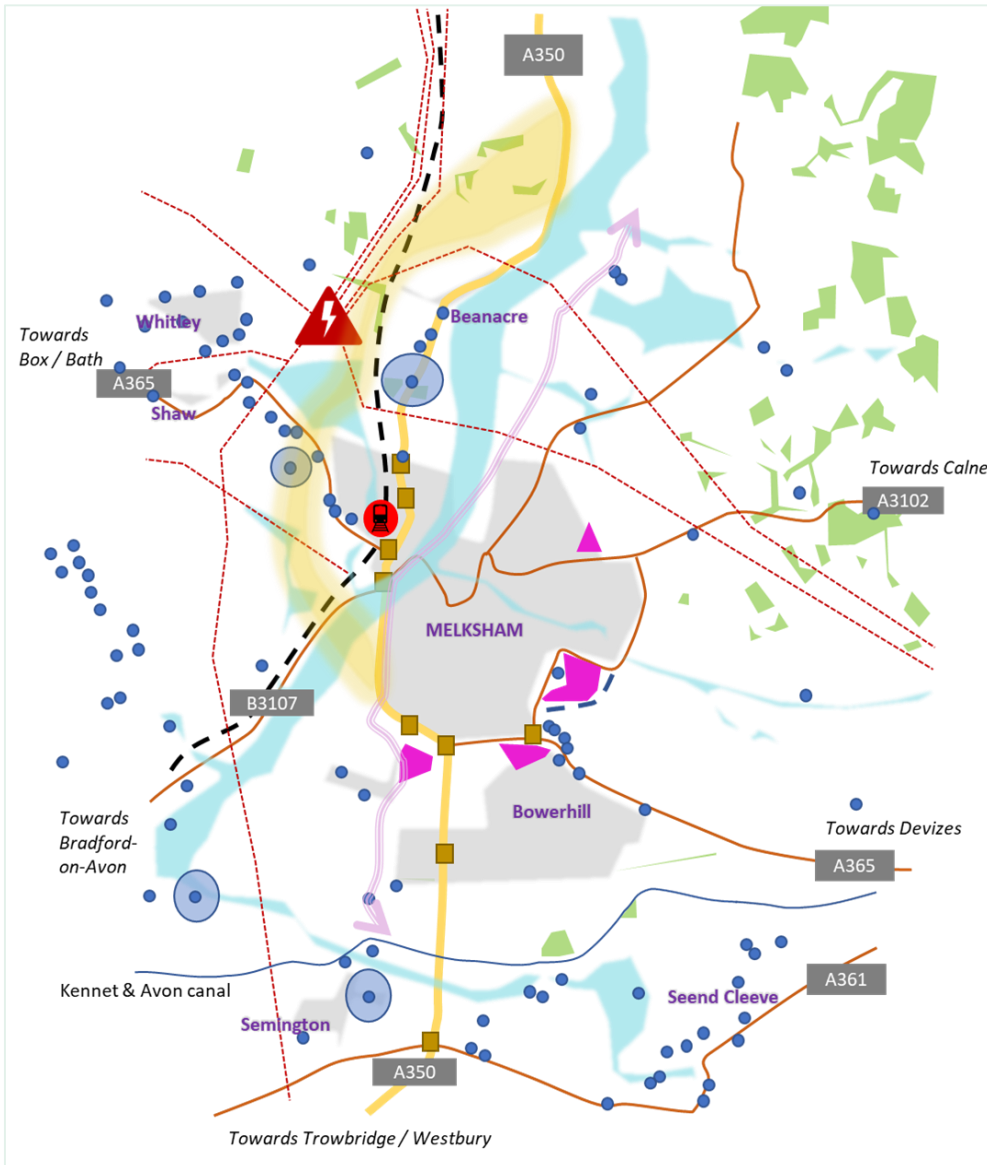 A350
Whitley
Beanacre
Towards
Box / Bath
A365
Shaw
Towards Calne
A3102
MELKSHAM
B3107
Bowerhill
Towards
Bradford-
on-Avon
Towards Devizes
A365
Kennet & Avon canal
A361
Seend Cleeve
Semington
A350
Towards Trowbridge / Westbury